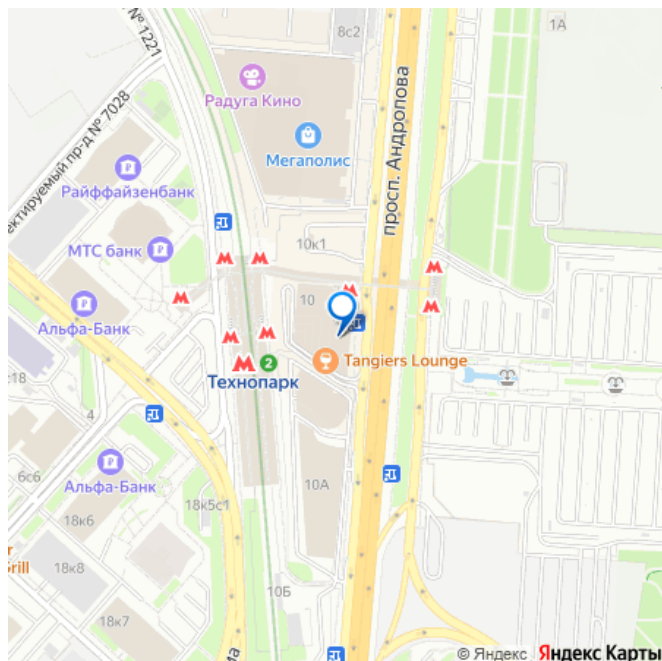 № 1221
8с2
1А
Радуга Кино
просп. Андропова
ектируемый пр-д № 7028
Мегаполис
Райффайзенбанк
МТС банк
10к1
10
Альфа-Банк
Tangiers Lounge
2
Технопарк
с18
4
Альфа-Банк
6с6
10А
18к5с1
18к6
18к8
Grill
10Б
18к7
© Яндекс Яндекс Карты